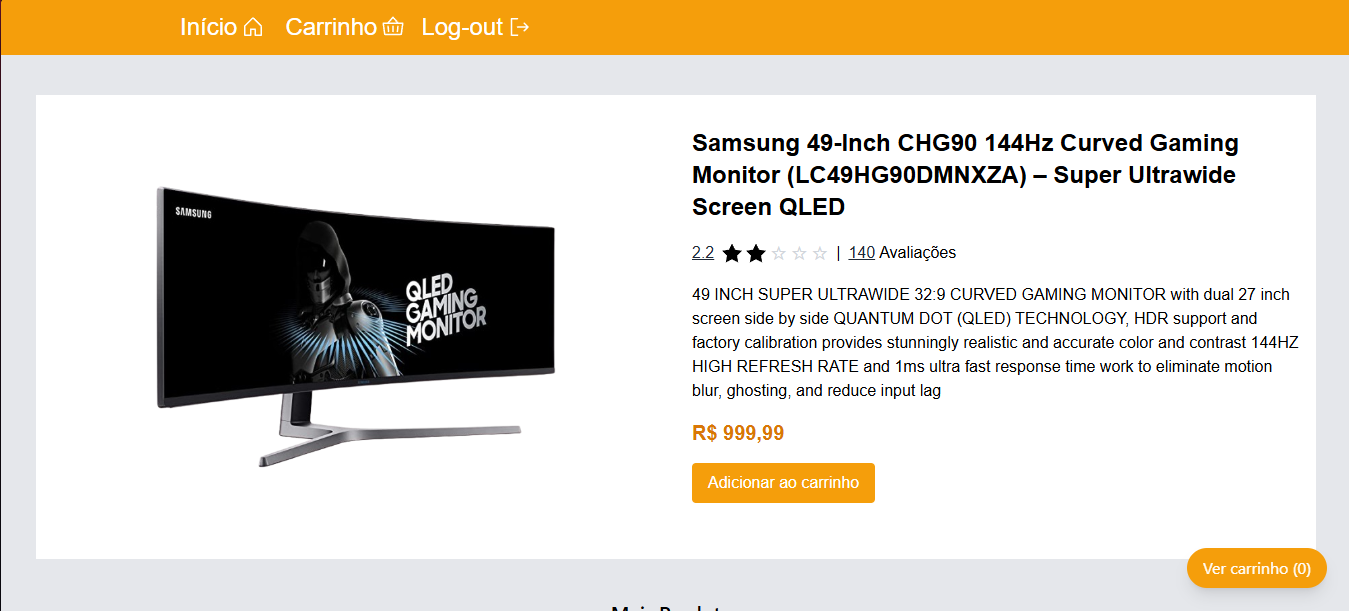 Início Carrinho Log-out
Samsung 49-Inch CHG90 144Hz Curved Gaming
Monitor (LC49HG90DMNXZA) – Super Ultrawide
Screen QLED
SAMSUNG
QLED
GAMING
MONITOR
2.2 | 140 Avaliações
49 INCH SUPER ULTRAWIDE 32:9 CURVED GAMING MONITOR with dual 27 inch
screen side by side QUANTUM DOT (QLED) TECHNOLOGY, HDR support and
factory calibration provides stunningly realistic and accurate color and contrast 144HZ
HIGH REFRESH RATE and 1ms ultra fast response time work to eliminate motion
blur, ghosting, and reduce input lag
R$ 999,99
Adicionar ao carrinho
Ver carrinho (0)